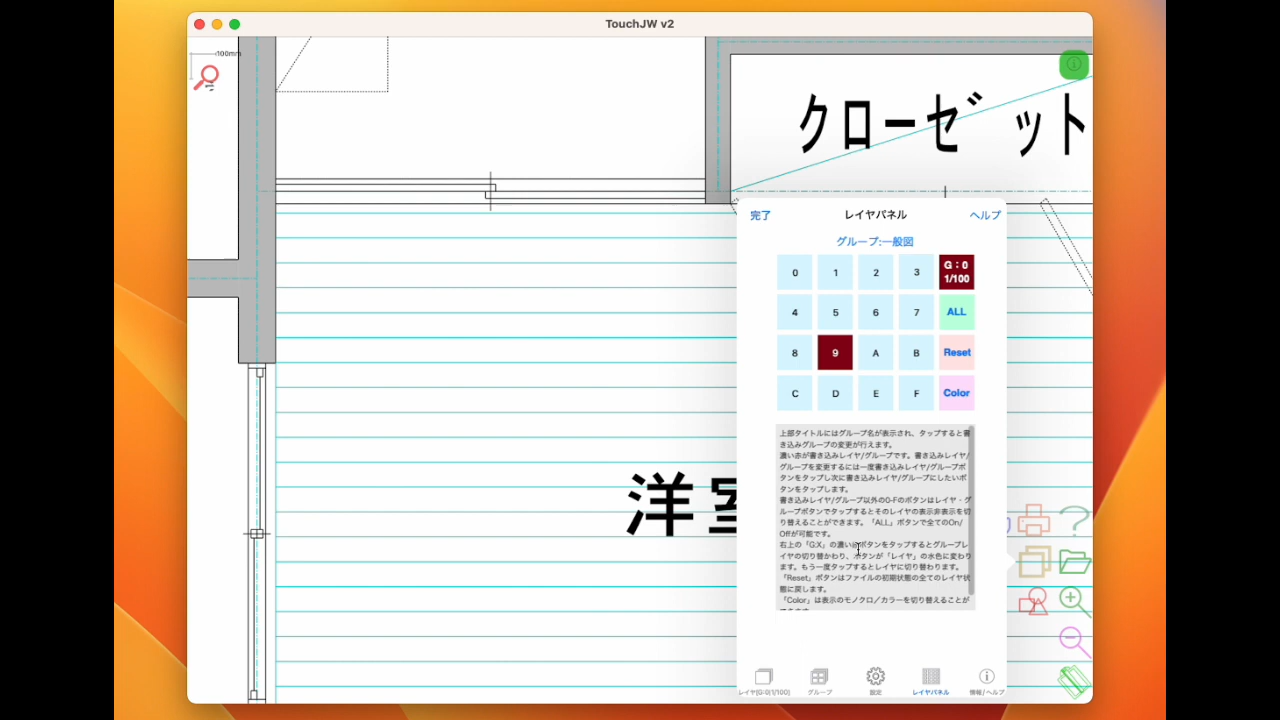 TouchJW v2
100mm
クローゼット
洋室
完了
レイヤパネル
ヘルプ
グループ:一般図
0
1
2
3
G：0
1/100
4
5
6
7
ALL
8
9
A
B
Reset
C
D
E
F
Color
上部タイトルにはグループ名が表示され、タップすると書
き込みグループの変更が行えます。
濃い赤が書き込みレイヤ/グループです。書き込みレイヤ/
グループを変更するには一度書き込みレイヤ/グループボ
タンをタップし次に書き込みレイヤ/グループにしたいボ
タンをタップします。
書き込みレイヤ/グループ以外の0-Fのボタンはレイヤ・グ
ループボタンでタップするとそのレイヤの表示非表示を切
り替えることができます。「ALL」ボタンで全てのOn/
Offが可能です。
右上の「G:X」の濃い赤ボタンをタップするとグループレ
イヤの切り替かわり、ボタンが「レイヤ」の水色に変わり
ます。もう一度タップするとレイヤに切り替わります。
「Reset」ボタンはファイルの初期状態の全てのレイヤ状
態に戻します。
「Color」は表示のモノクロ／カラーを切り替えることが
レイヤ[G:0(1/100]
グループ
設定
レイヤパネル
情報/ヘルプ